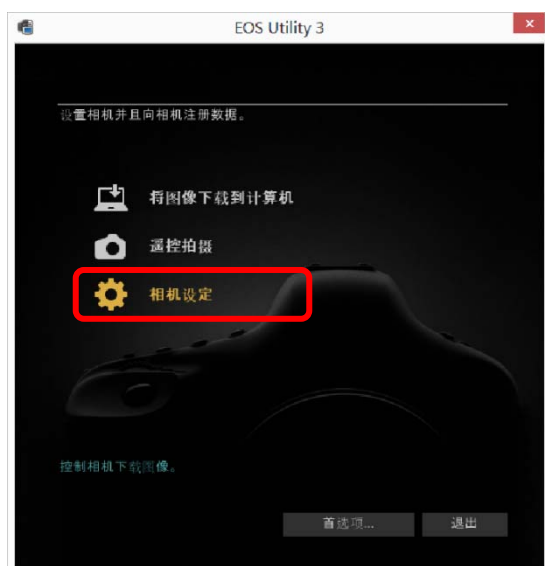 EOS Utility 3
设置相机并且向相机注册数据。
将图像下载到计算机
遥控拍摄
相机设定
控制相机下载图像。
首选项... 退出